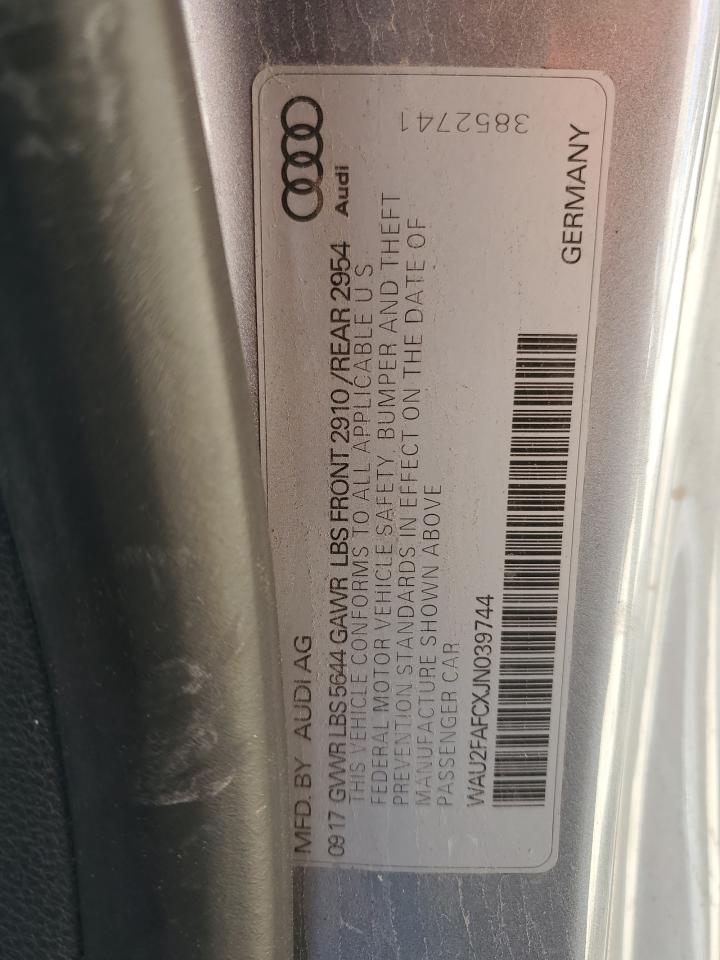 MFD. BY AUDI AG
Audi
0917 GVWR LBS 5644 GAWR LBS FRONT 2910 /REAR 2954
THIS VEHICLE CONFORMS TO ALL APPLICABLE U S
FEDERAL MOTOR VEHICLE SAFETY, BUMPER AND THEFT
PREVENTION STANDARDS IN EFFECT ON THE DATE OF
MANUFACTURE SHOWN ABOVE
PASSENGER CAR
WAU2FAFCXJN039744
3852741
GERMANY